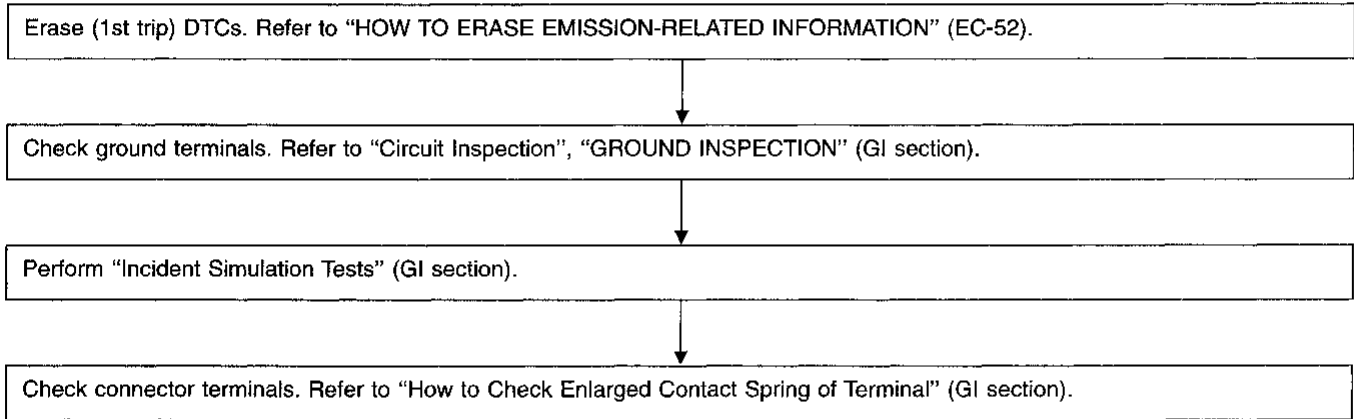 Erase (1st trip) DTCs. Refer to “HOW TO ERASE EMISSION-RELATED INFORMATION” (EC-52).
Check ground terminals. Refer to “Circuit Inspection”, “GROUND INSPECTION” (GI section).
Perform “Incident Simulation Tests” (GI section).
Check connector terminals. Refer to “How to Check Enlarged Contact Spring of Terminal” (GI section).